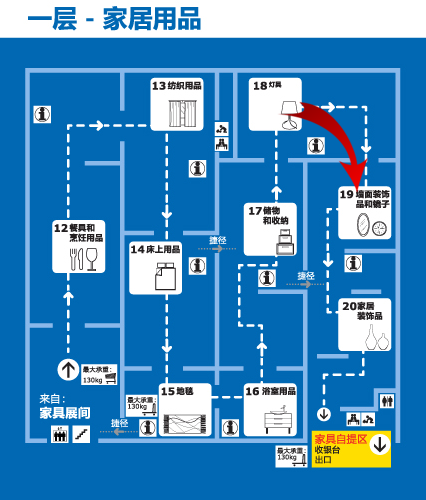 一层 - 家居用品
13 纺织用品
18 灯具
19 墙面装饰
品和镜子
17 储物
和收纳
12 餐具和
烹饪用品
14 床上用品
捷径
捷径
20 家居
装饰品
最大承重:
130kg
来自:
家具展间
15 地毯
16 浴室用品
最大承重:
130kg
捷径
最大承重:
130kg
家具自提区
收银台
出口